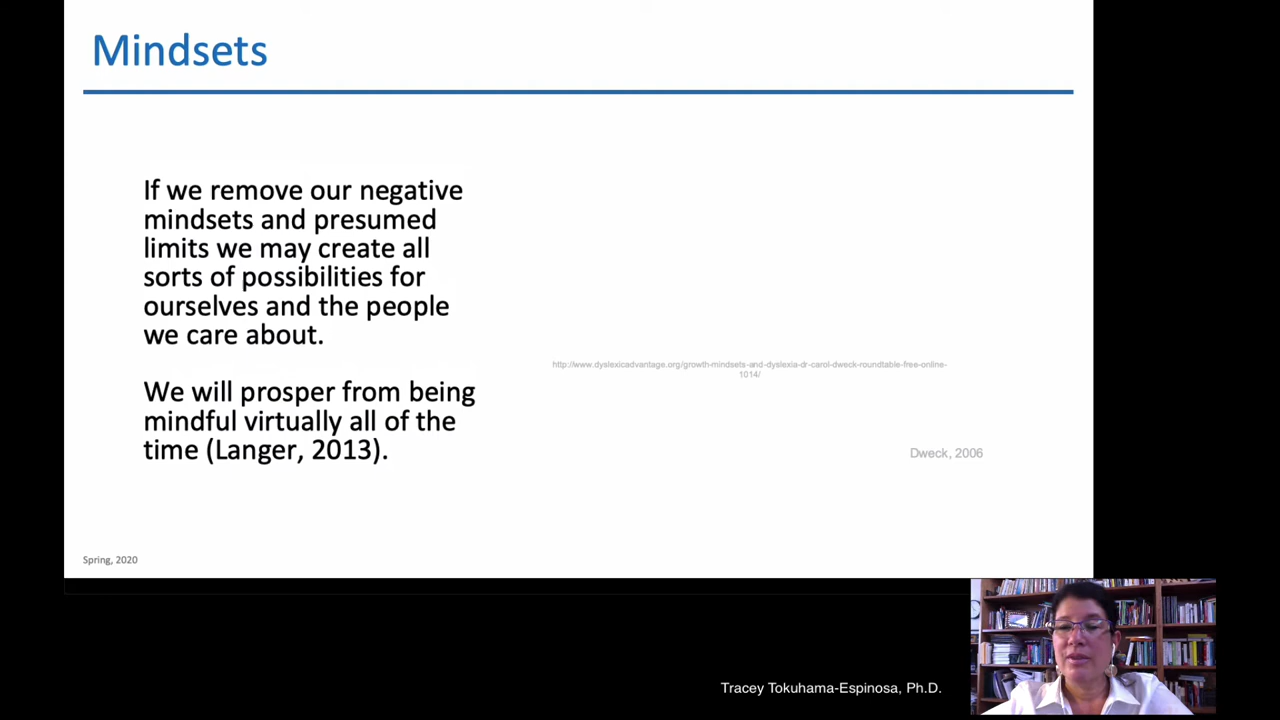 Mindsets
If we remove our negative
mindsets and presumed
limits we may create all
sorts of possibilities for
ourselves and the people
we care about.
We will prosper from being
mindful virtually all of the
time (Langer, 2013).
http://www.dyslexicadvantage.org/growth-mindsets-and-dyslexia-dr-carol-dweck-roundtable-free-online-
1014/
Dweck, 2006
Spring, 2020
Tracey Tokuhama-Espinosa, Ph.D.